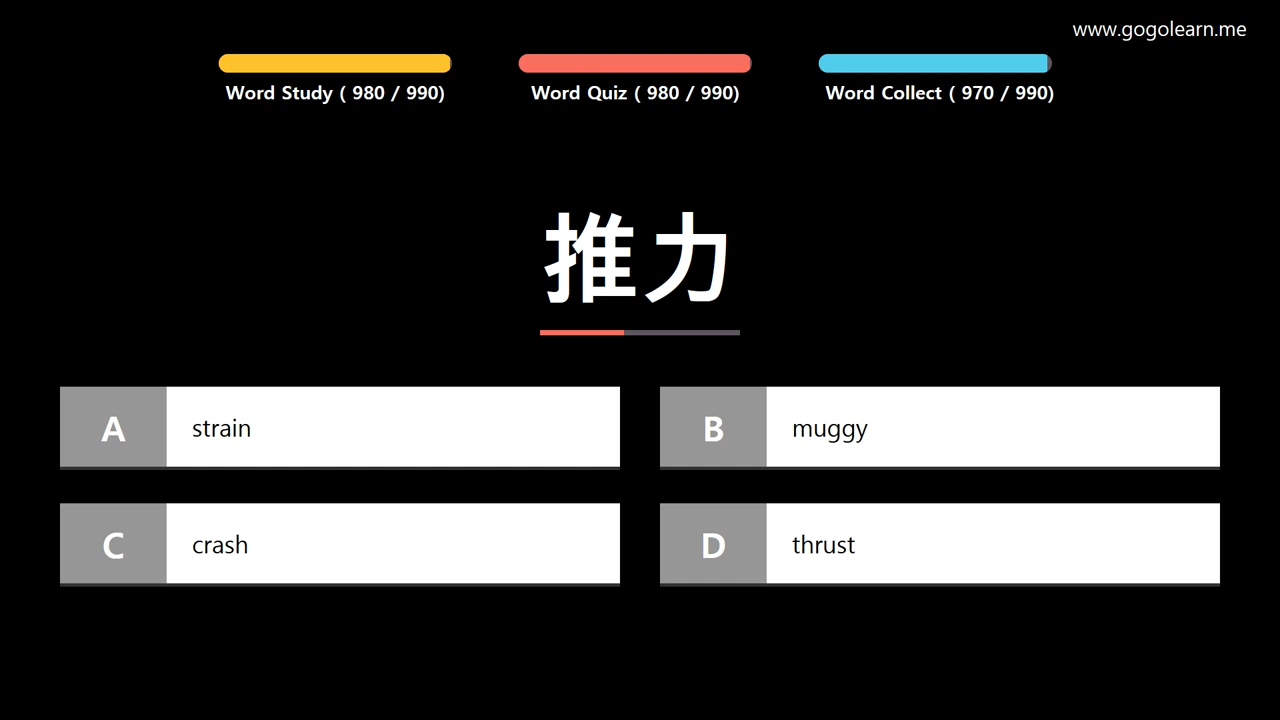 www.gogolearn.me
Word Study ( 980 / 990)
Word Quiz ( 980 / 990)
Word Collect ( 970 / 990)
推力
A strain
B muggy
C crash
D thrust